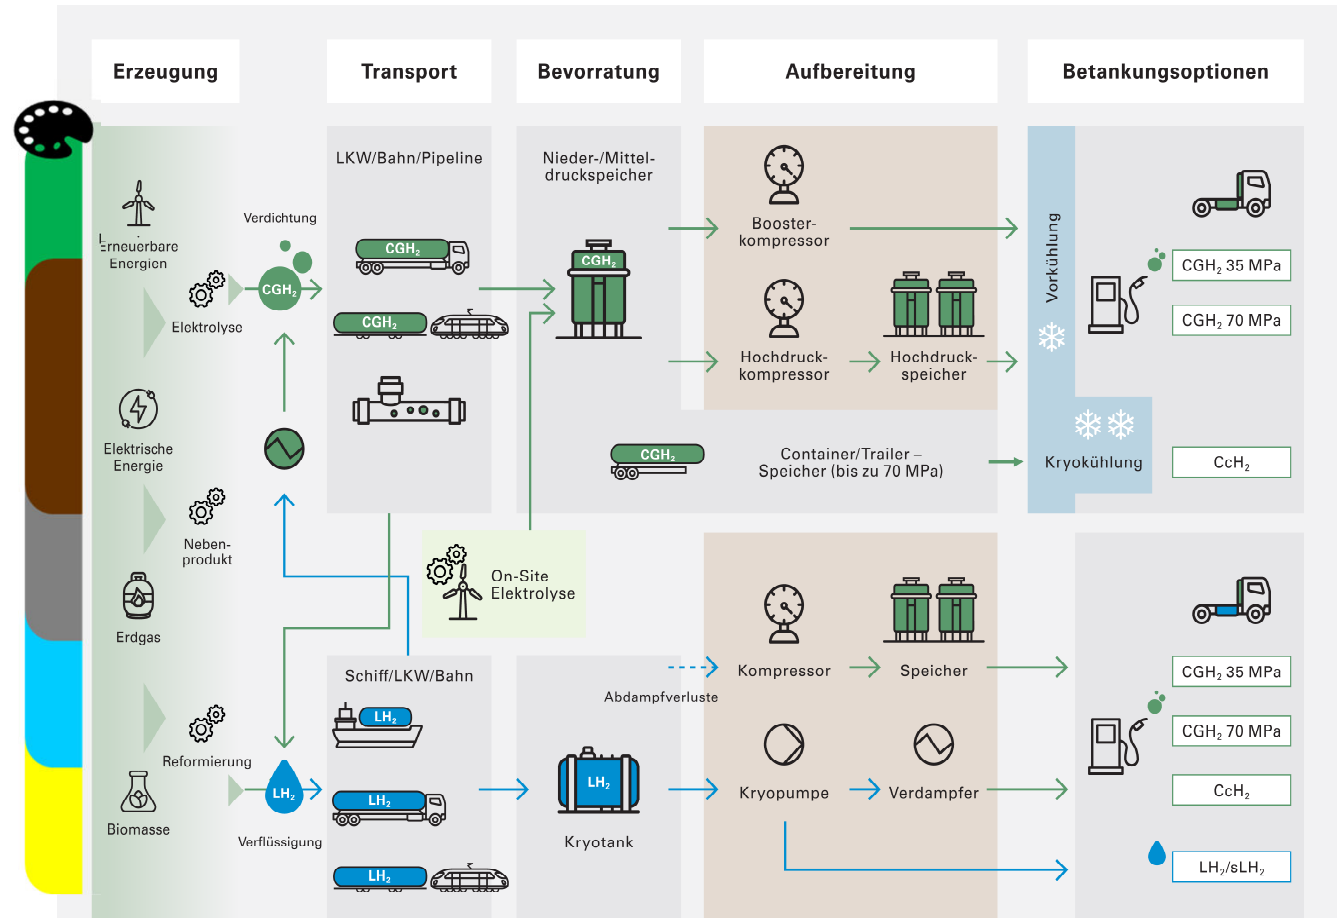 Erzeugung
Transport
Bevorratung
Aufbereitung
Betankungsoptionen
Erneuerbare
Energien
Elektrolyse
Elektrische
Energie
Neben-
produkt
Erdgas
Reformierung
Biomasse
Verdichtung
CGH₂
LH₂
Verflüssigung
LKW/Bahn/Pipeline
CGH₂
CGH₂
Nieder-/Mittel-
druckspeicher
CGH₂
Booster-
kompressor
Hochdruck-
kompressor
Hochdruck-
speicher
CGH₂
Container/Trailer –
Speicher (bis zu 70 MPa)
Vorkühlung
Kryokühlung
CGH₂ 35 MPa
CGH₂ 70 MPa
CcH₂
On-Site
Elektrolyse
Schiff/LKW/Bahn
LH₂
LH₂
LH₂
Abdampfverluste
LH₂
Kryotank
Kompressor
Speicher
Kryopumpe
Verdampfer
CGH₂ 35 MPa
CGH₂ 70 MPa
CcH₂
LH₂/sLH₂